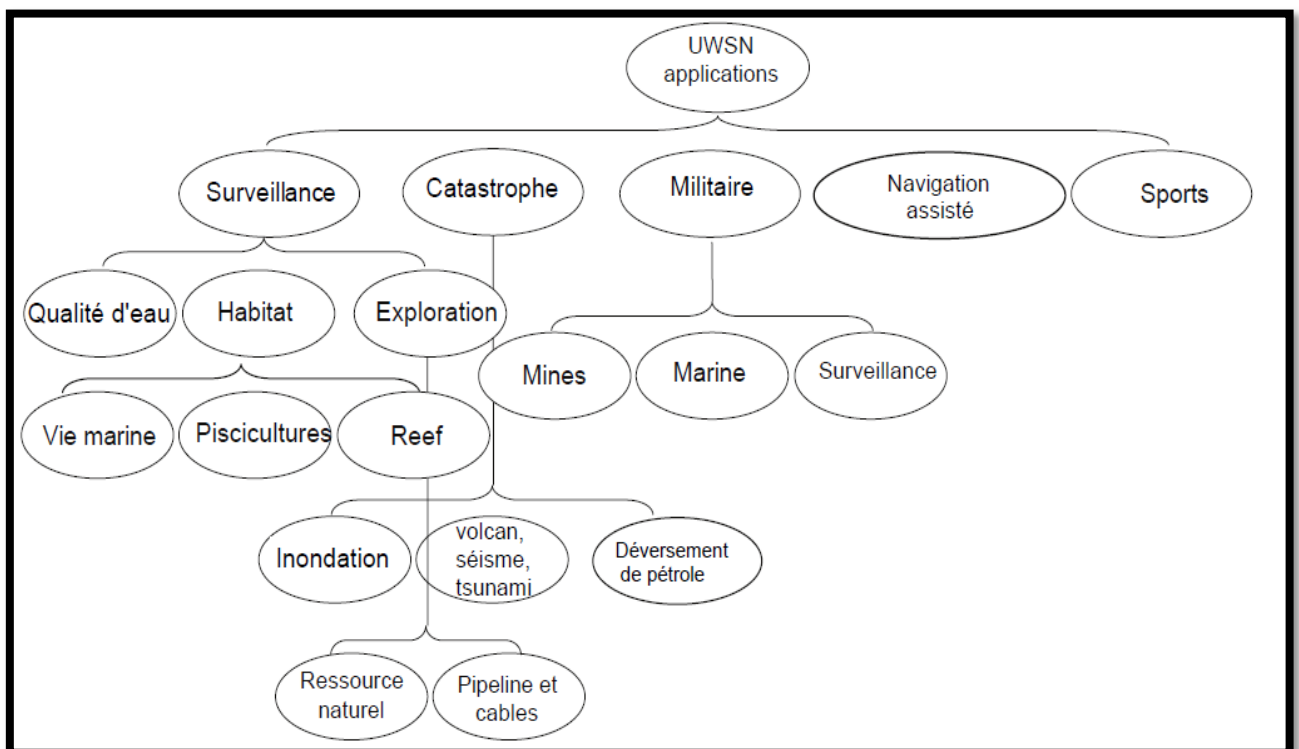 UWSN
applications
Surveillance
Catastrophe
Militaire
Navigation
assisté
Sports
Qualité d'eau
Habitat
Exploration
Mines
Marine
Surveillance
Vie marine
Piscicultures
Reef
Inondation
volcan,
séisme,
tsunami
Déversement
de pétrole
Ressource
naturel
Pipeline et
cables